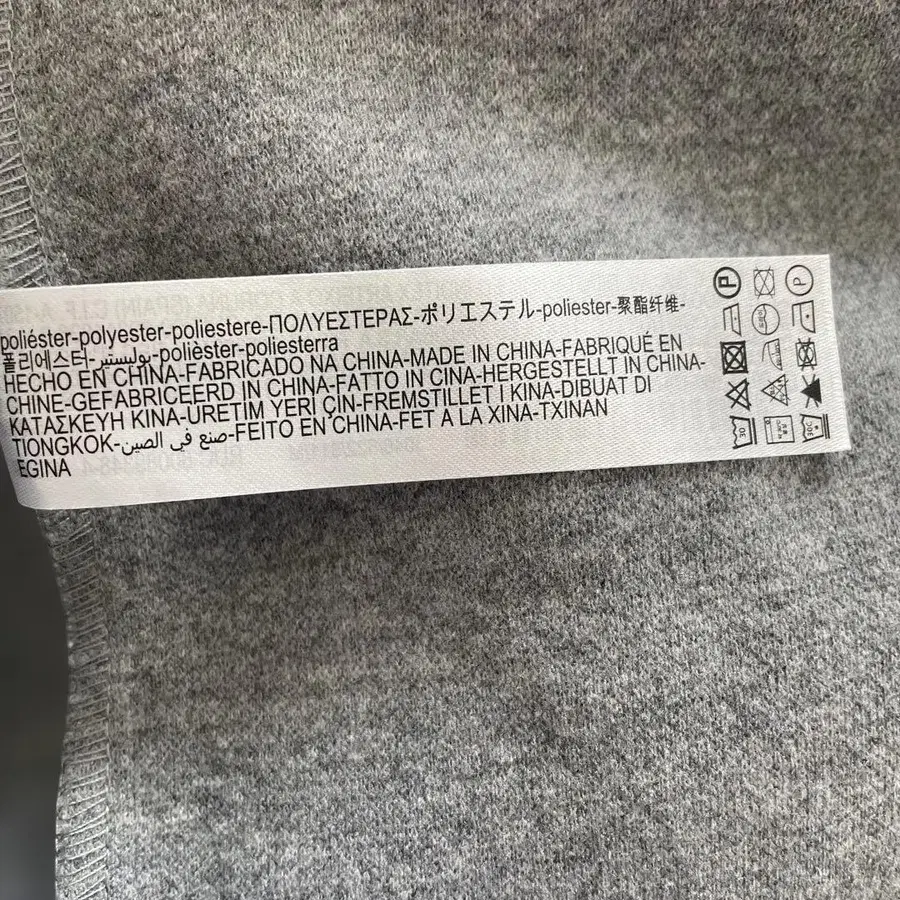 poliéster-polyester-poliestere-ΠΟΛΥΕΣΤΕΡΑΣ-ポリエステル-poliester-聚酯纤维-
폴리에스터-بوليستير-polièster-poliesterra
HECHO EN CHINA-FABRICADO NA CHINA-MADE IN CHINA-FABRIQUÉ EN
CHINE-GEFABRICEERD IN CHINA-FATTO IN CINA-HERGESTELLT IN CHINA-
ΚΑΤΑΣΚΕΥΗ ΚΙΝΑ-URETIM YERI ÇIN-FREMSTILLET I KINA-DIBUAT DI
TIONGKOK-صنع في الصين-FEITO EN CHINA-FET A LA XINA-TXINAN
EGINA
P P